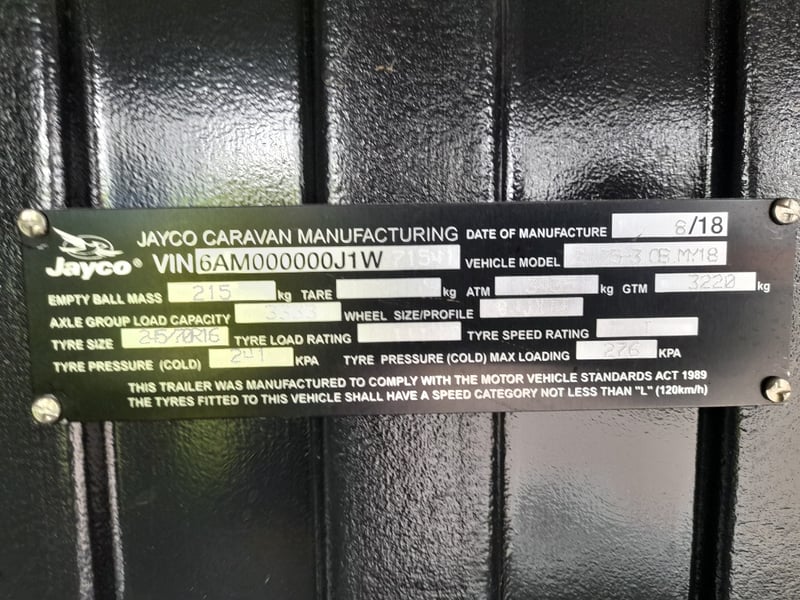 Jayco®
JAYCO CARAVAN MANUFACTURING DATE OF MANUFACTURE 8/18
VIN 6AM000000J1W VEHICLE MODEL
EMPTY BALL MASS 215 kg TARE kg ATM kg GTM 3220 kg
AXLE GROUP LOAD CAPACITY 3333 WHEEL SIZE/PROFILE
TYRE SIZE 245/70R16 TYRE LOAD RATING TYRE SPEED RATING
TYRE PRESSURE (COLD) 241 KPA TYRE PRESSURE (COLD) MAX LOADING 276 KPA
THIS TRAILER WAS MANUFACTURED TO COMPLY WITH THE MOTOR VEHICLE STANDARDS ACT 1989
THE TYRES FITTED TO THIS VEHICLE SHALL HAVE A SPEED CATEGORY NOT LESS THAN "L" (120km/h)